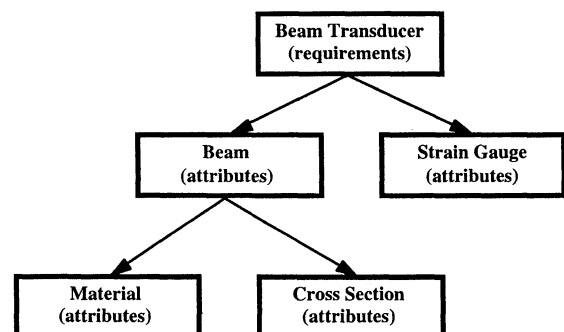 Beam Transducer
(requirements)
Beam
(attributes)
Strain Gauge
(attributes)
Material
(attributes)
Cross Section
(attributes)